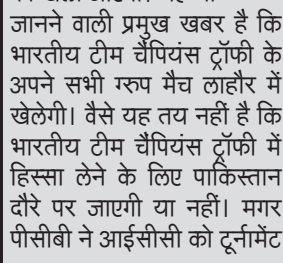 जानने वाली प्रमुख खबर है कि
भारतीय टीम चैंपियंस ट्रॉफी के
अपने सभी ग्रुप मैच लाहौर में
खेलेगी। वैसे यह तय नहीं है कि
भारतीय टीम चैंपियंस ट्रॉफी में
हिस्सा लेने के लिए पाकिस्तान
दौरे पर जाएगी या नहीं। मगर
पीसीबी ने आईसीसी को टूर्नामेंट